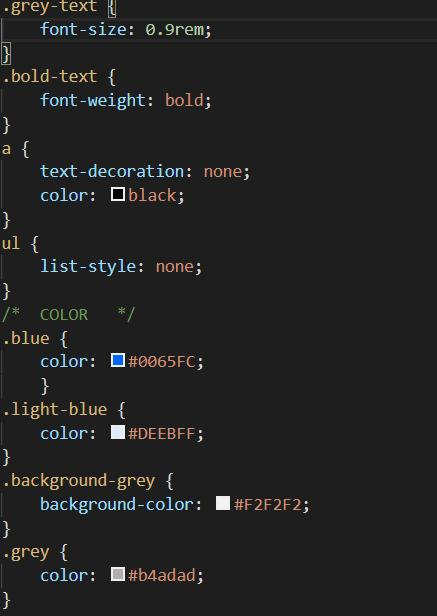 .grey-text {
    font-size: 0.9rem;
}
.bold-text {
    font-weight: bold;
}
a {
    text-decoration: none;
    color: black;
}
ul {
    list-style: none;
}
/*  COLOR   */
.blue {
    color: #0065FC;
    }
.light-blue {
    color: #DEEBFF;
}
.background-grey {
    background-color: #F2F2F2;
}
.grey {
    color: #b4adad;
}